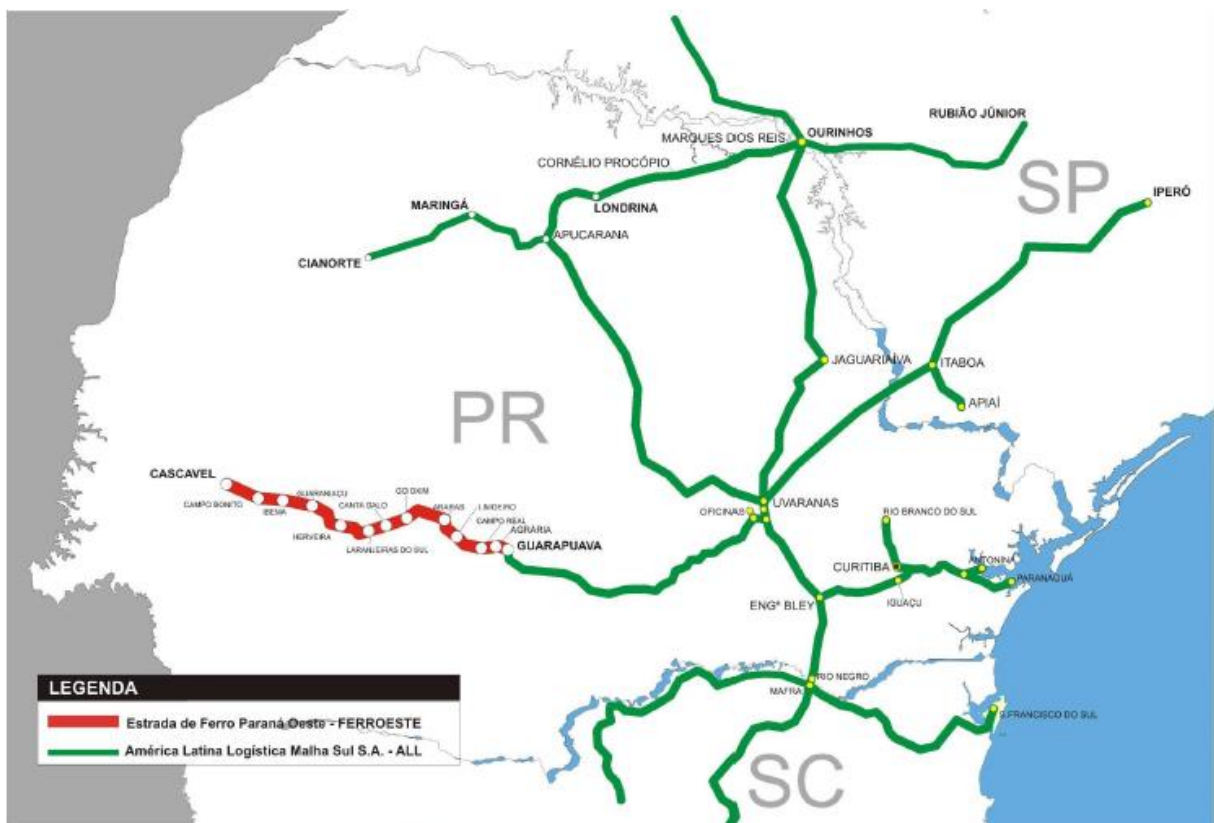 RUBIÃO JÚNIOR
OURINHOS
MARQUES DIOS REIS
CORNÉLIO PROCÓPIO
SP
IPERÓ
MARINGÁ
LONDRINA
APUCARANA
CIANORTE
JAGUARIAÍVA
ITABOA
APIAÍ
PR
CASCAVEL
CAMPO BONITO
IBEMA
GUARANIAÇU
HERVEIRA
CANTA GALO
LARANJEIRAS DO SUL
GOIOXIM
ARARAS
LIMOEIRO
CAMPO REAL
AGRÁRIA
GUARAPUAVA
OFICINAS
UVARANAS
RIO BRANCO DO SUL
CURITIBA
ANTONINA
PARANAGUÁ
IGUAÇU
ENGº BLEY
RIO NEGRO
MAFRA
S.FRANCISCO DO SUL
SC
LEGENDA
Estrada de Ferro Paraná Oeste - FERROESTE
América Latina Logística Malha Sul S.A. - ALL